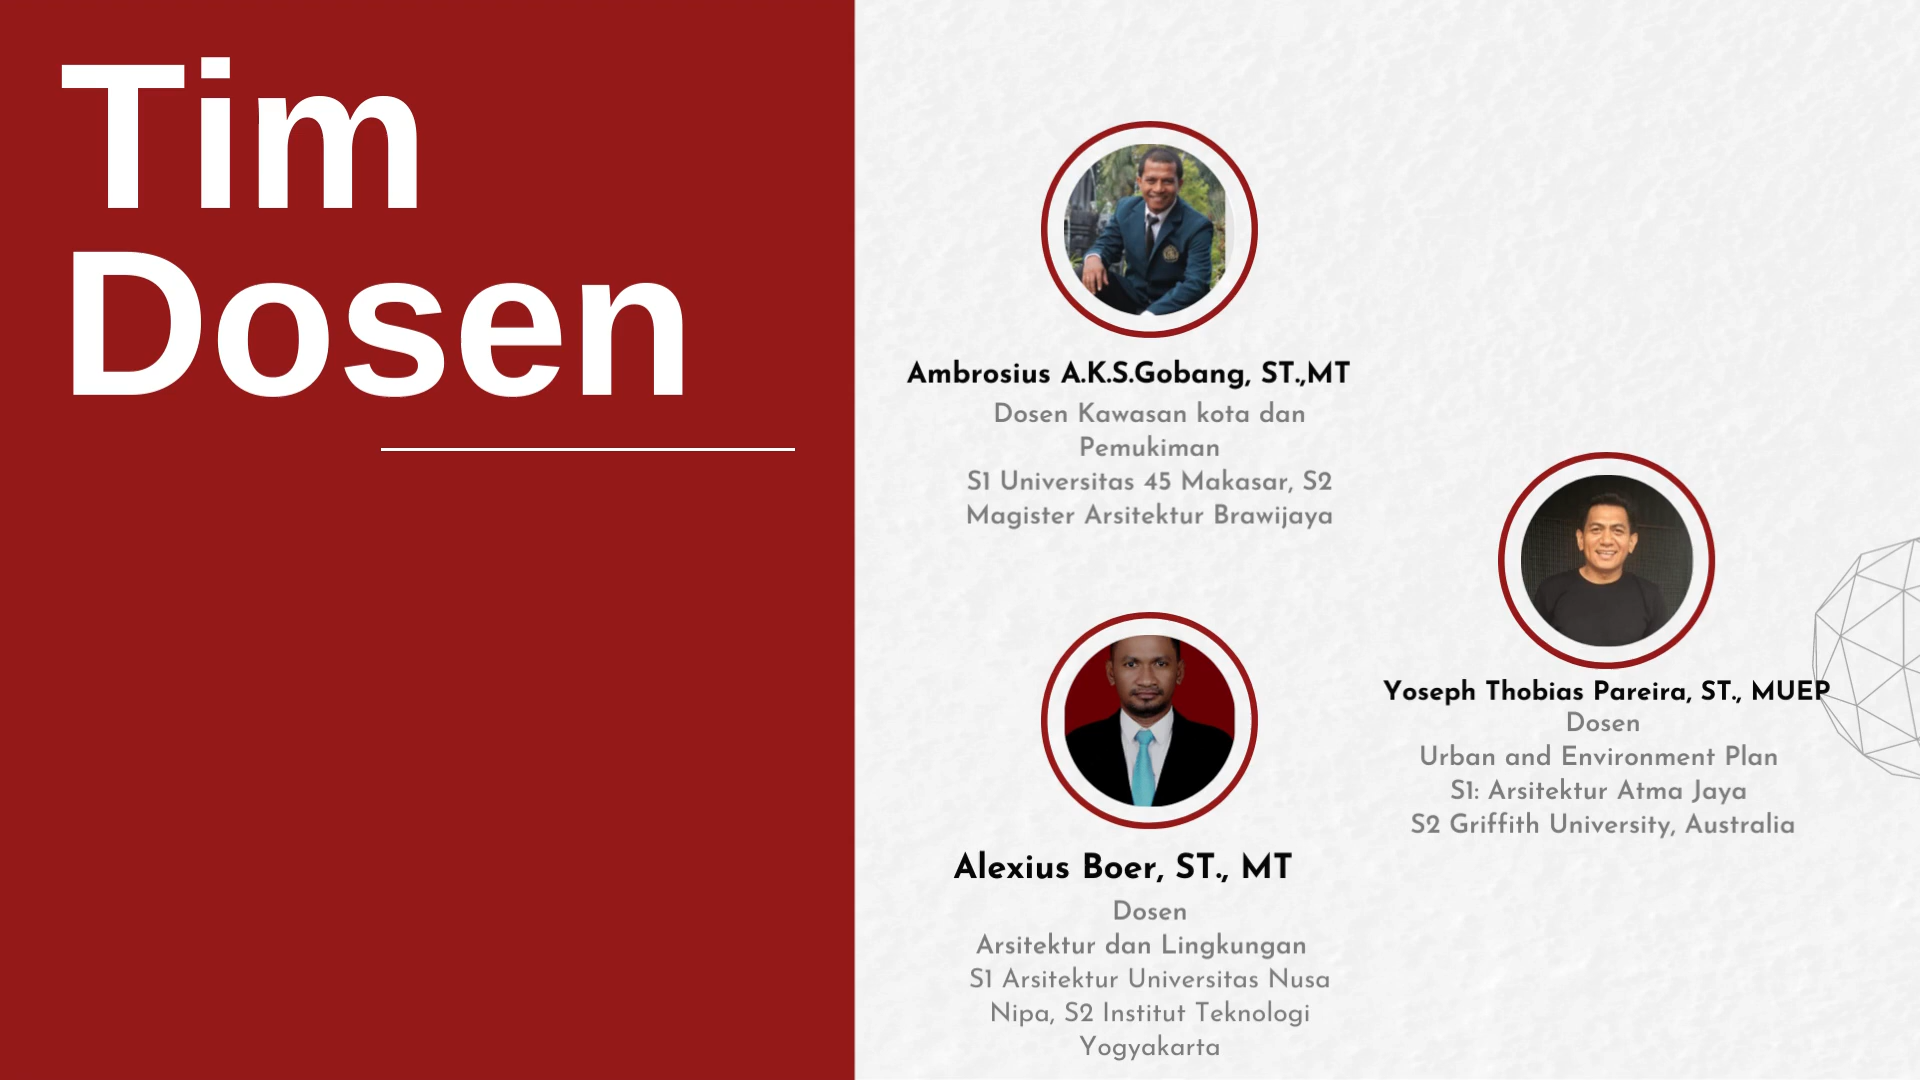 Tim
Dosen
Ambrosius A.K.S.Gobang, ST.,MT
Dosen Kawasan kota dan
Pemukiman
S1 Universitas 45 Makasar, S2
Magister Arsitektur Brawijaya
Yoseph Thobias Pareira, ST., MUEP
Dosen
Urban and Environment Plan
S1: Arsitektur Atma Jaya
S2 Griffith University, Australia
Alexius Boer, ST., MT
Dosen
Arsitektur dan Lingkungan
S1 Arsitektur Universitas Nusa
Nipa, S2 Institut Teknologi
Yogyakarta